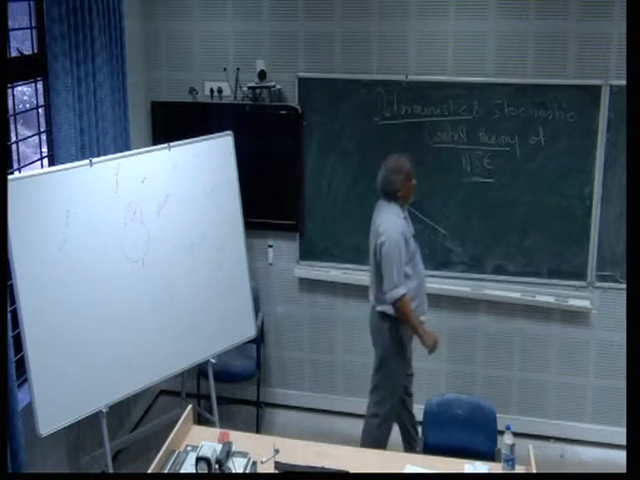 Deterministic & Stochastic
Control theory of
NSE